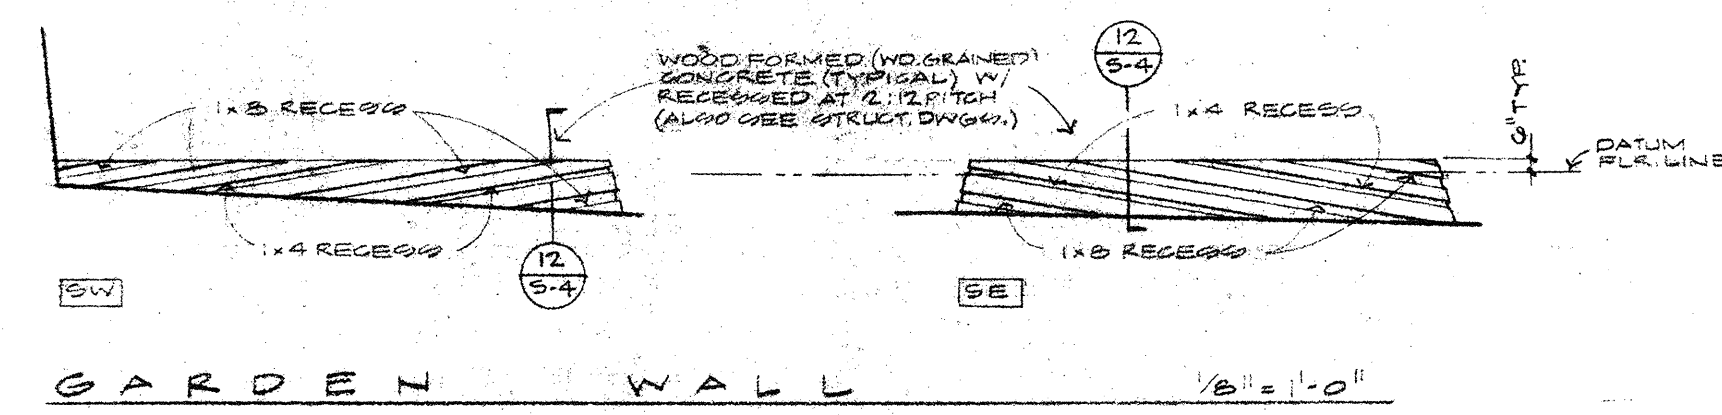 12
S-4
WOOD FORMED (WD. GRAINED)
CONCRETE (TYPICAL) W/
RECESSED AT 2:12 PITCH
(ALSO SEE STRUCT. DWGS.)
1x8 RECESS
1x4 RECESS
6" TYP.
DATUM
FLR. LINE
1x4 RECESS
1x8 RECESS
12
S-4
SW
SE
GARDEN WALL
1/8" = 1'-0"